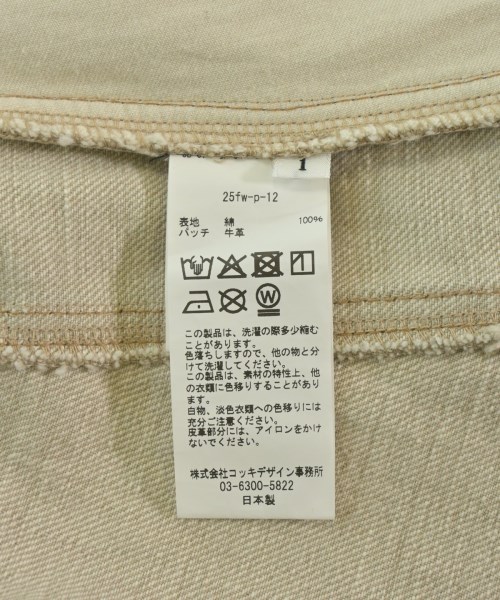 1
25fw-p-12
表地 綿 100%
パッチ 牛革
W
この製品は、洗濯の際多少縮む
ことがあります。
色落ちしますので、他の物と分
けて洗濯してください。
この製品は、素材の特性上、他
の衣類に色移りすることがあり
ます。
白物、淡色衣類への色移りには
充分ご注意ください。
皮革部分には、アイロンをかけ
ないでください。
株式会社コッキデザイン事務所
03-6300-5822
日本製